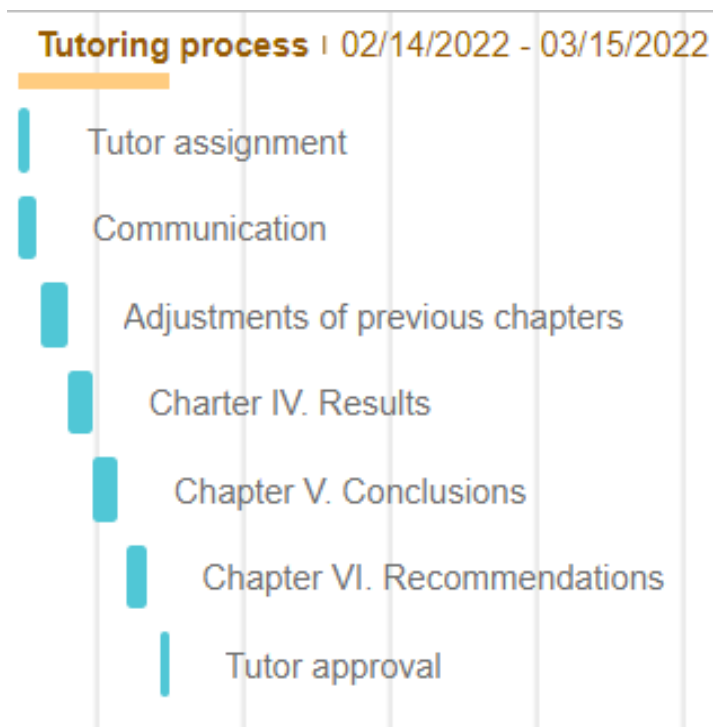 Tutoring process | 02/14/2022 - 03/15/2022
Tutor assignment
Communication
Adjustments of previous chapters
Charter IV. Results
Chapter V. Conclusions
Chapter VI. Recommendations
Tutor approval